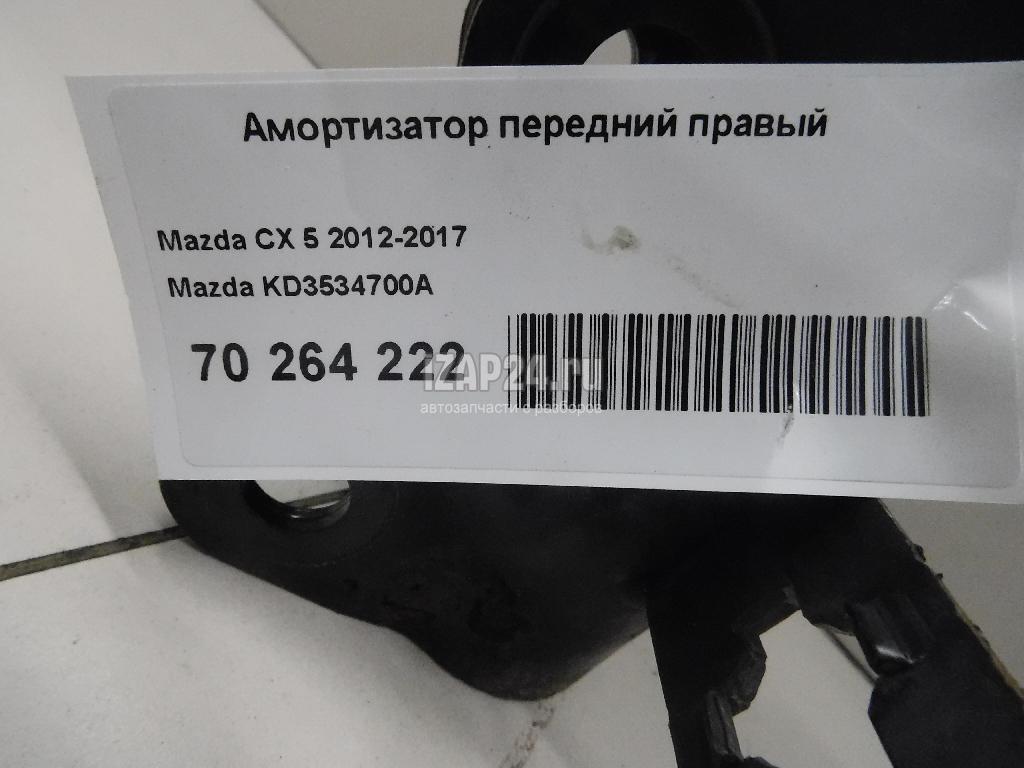 Амортизатор передний правый
Mazda CX 5 2012-2017
Mazda KD3534700A
70 264 222
IZAP24.ru
автозапчасти с разборов